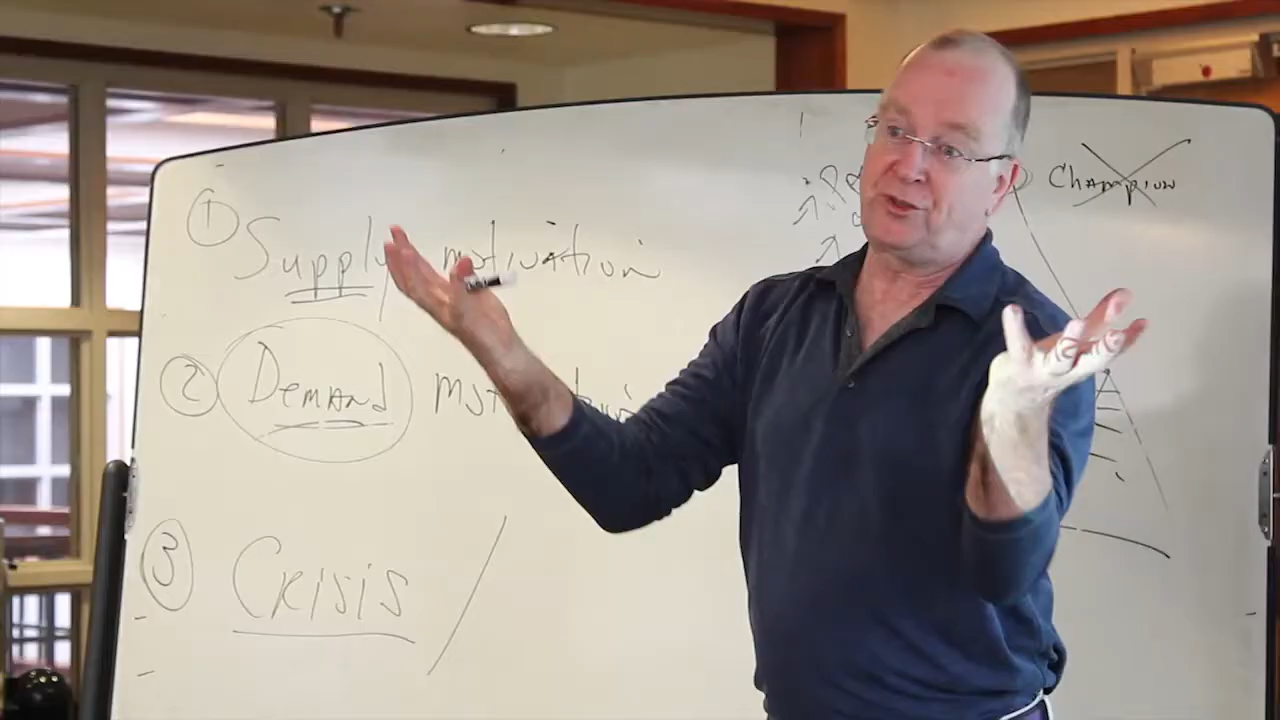 ① Supply motivation
② Demand
③ Crisis /
Champion